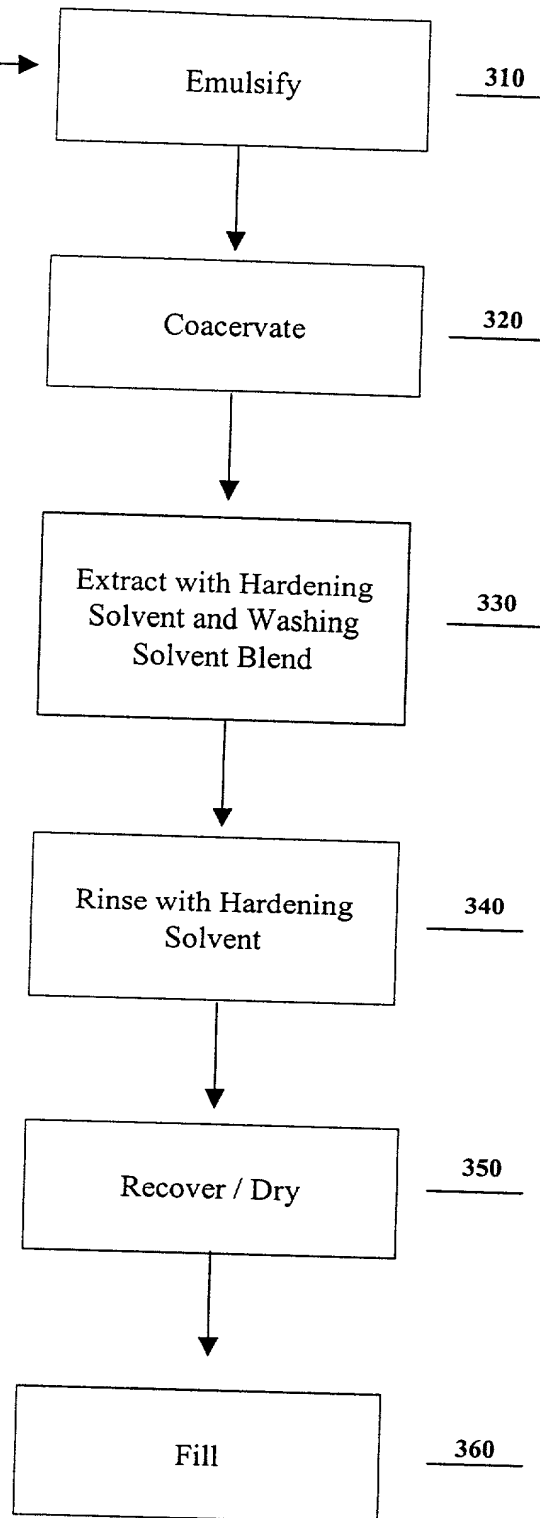 Emulsify
310
Coacervate
320
Extract with Hardening
Solvent and Washing
Solvent Blend
330
Rinse with Hardening
Solvent
340
Recover / Dry
350
Fill
360